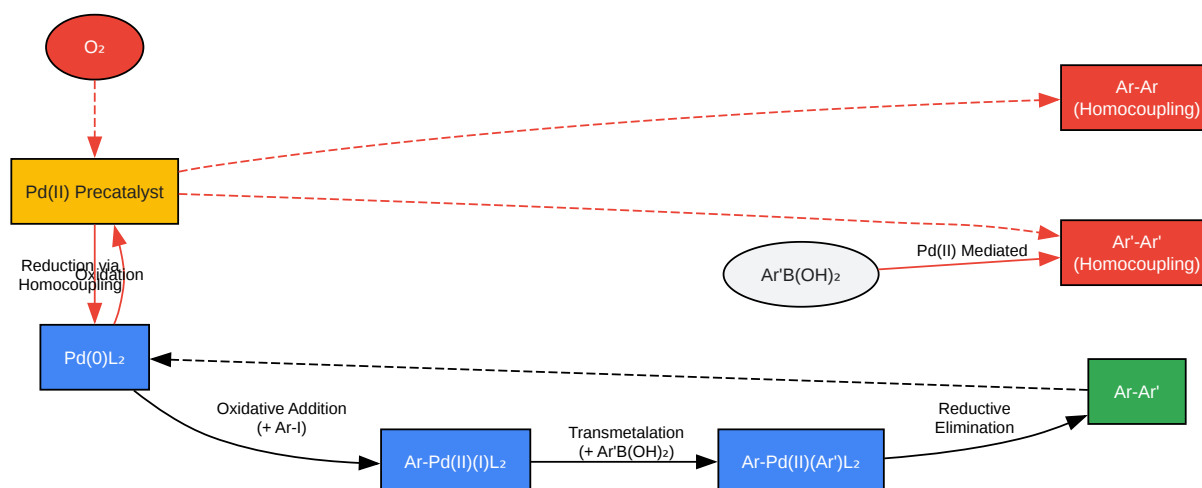 O₂
Ar-Ar
(Homocoupling)
Pd(II) Precatalyst
Ar'-Ar'
(Homocoupling)
Pd(II) Mediated
Ar'B(OH)₂
Reduction via
Homocoupling
Oxidation
Pd(0)L₂
Ar-Ar'
Oxidative Addition
(+ Ar-I)
Reductive
Elimination
Transmetalation
(+ Ar'B(OH)₂)
Ar-Pd(II)(I)L₂
Ar-Pd(II)(Ar')L₂